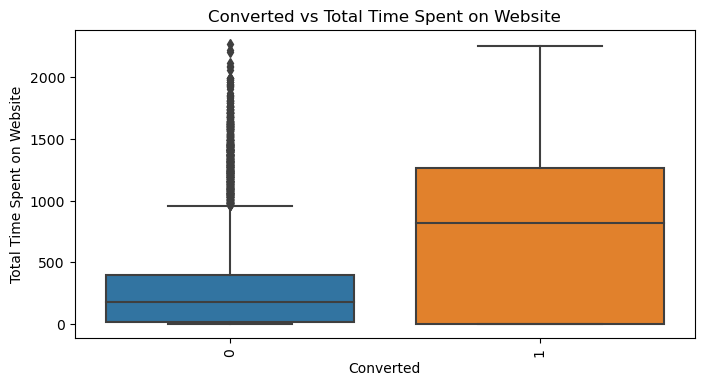 Converted vs Total Time Spent on Website
Total Time Spent on Website
2000
1500
1000
500
0
0
1
Converted